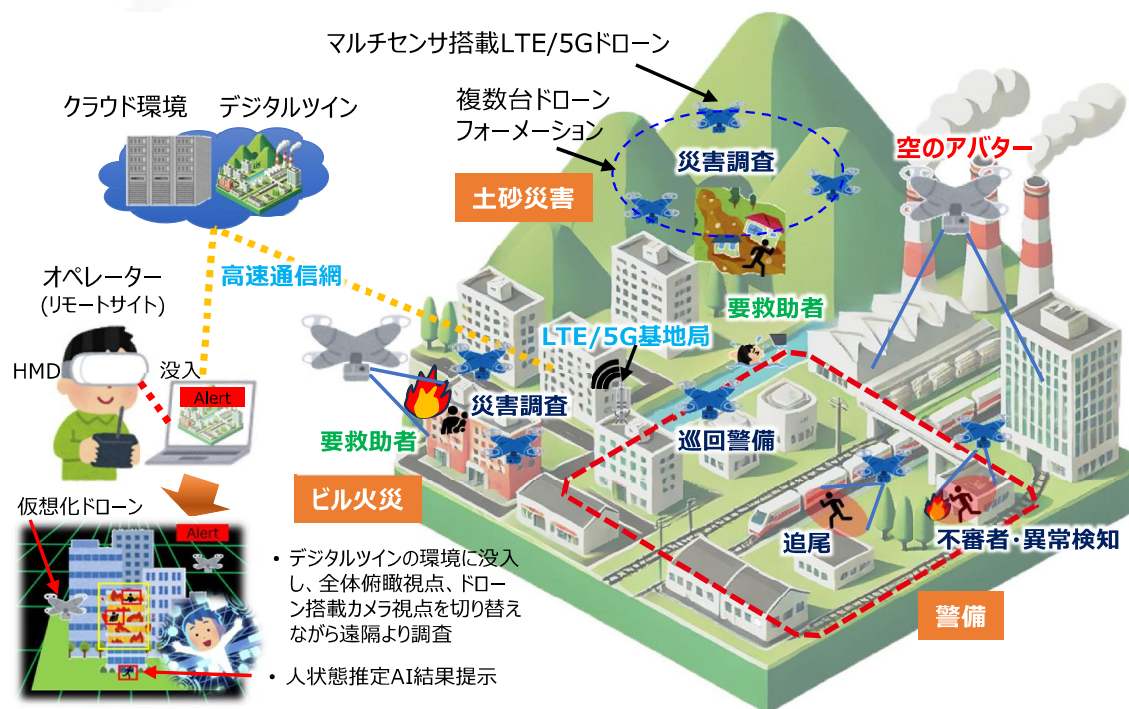 マルチセンサ搭載LTE/5Gドローン
クラウド環境
デジタルツイン
複数台ドローン
フォーメーション
災害調査
空のアバター
土砂災害
高速通信網
オペレーター
(リモートサイト)
要救助者
LTE/5G基地局
HMD
没入
Alert
災害調査
要救助者
巡回警備
ビル火災
仮想化ドローン
Alert
追尾
不審者・異常検知
警備
・デジタルツインの環境に没入
し、全体俯瞰視点、ドロー
ン搭載カメラ視点を切り替え
ながら遠隔より調査
・人状態推定AI結果提示